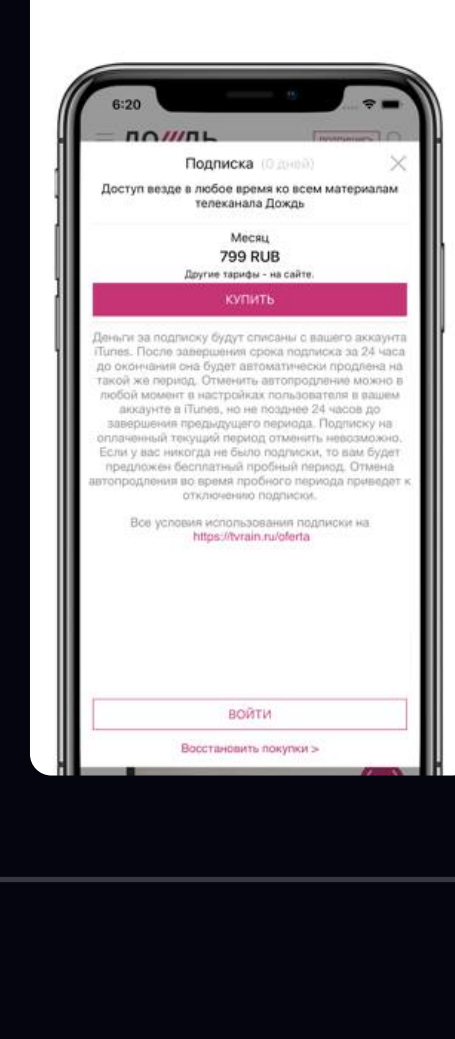 6:20
ДО///ДЬ
Подписка (0 дней)
Доступ везде в любое время ко всем материалам
телеканала Дождь
Месяц
799 RUB
Другие тарифы - на сайте.
КУПИТЬ
Деньги за подписку будут списаны с вашего аккаунта
iTunes. После завершения срока подписка за 24 часа
до окончания она будет автоматически продлена на
такой же период. Отменить автопродление можно в
любой момент в настройках пользователя в вашем
аккаунте в iTunes, но не позднее 24 часов до
завершения предыдущего периода. Подписку на
оплаченный текущий период отменить невозможно.
Если у вас никогда не было подписки, то вам будет
предложен бесплатный пробный период. Отмена
автопродления во время пробного периода приведет к
отключению подписки.
Все условия использования подписки на
https://tvrain.ru/oferta
ВОЙТИ
Восстановить покупки >